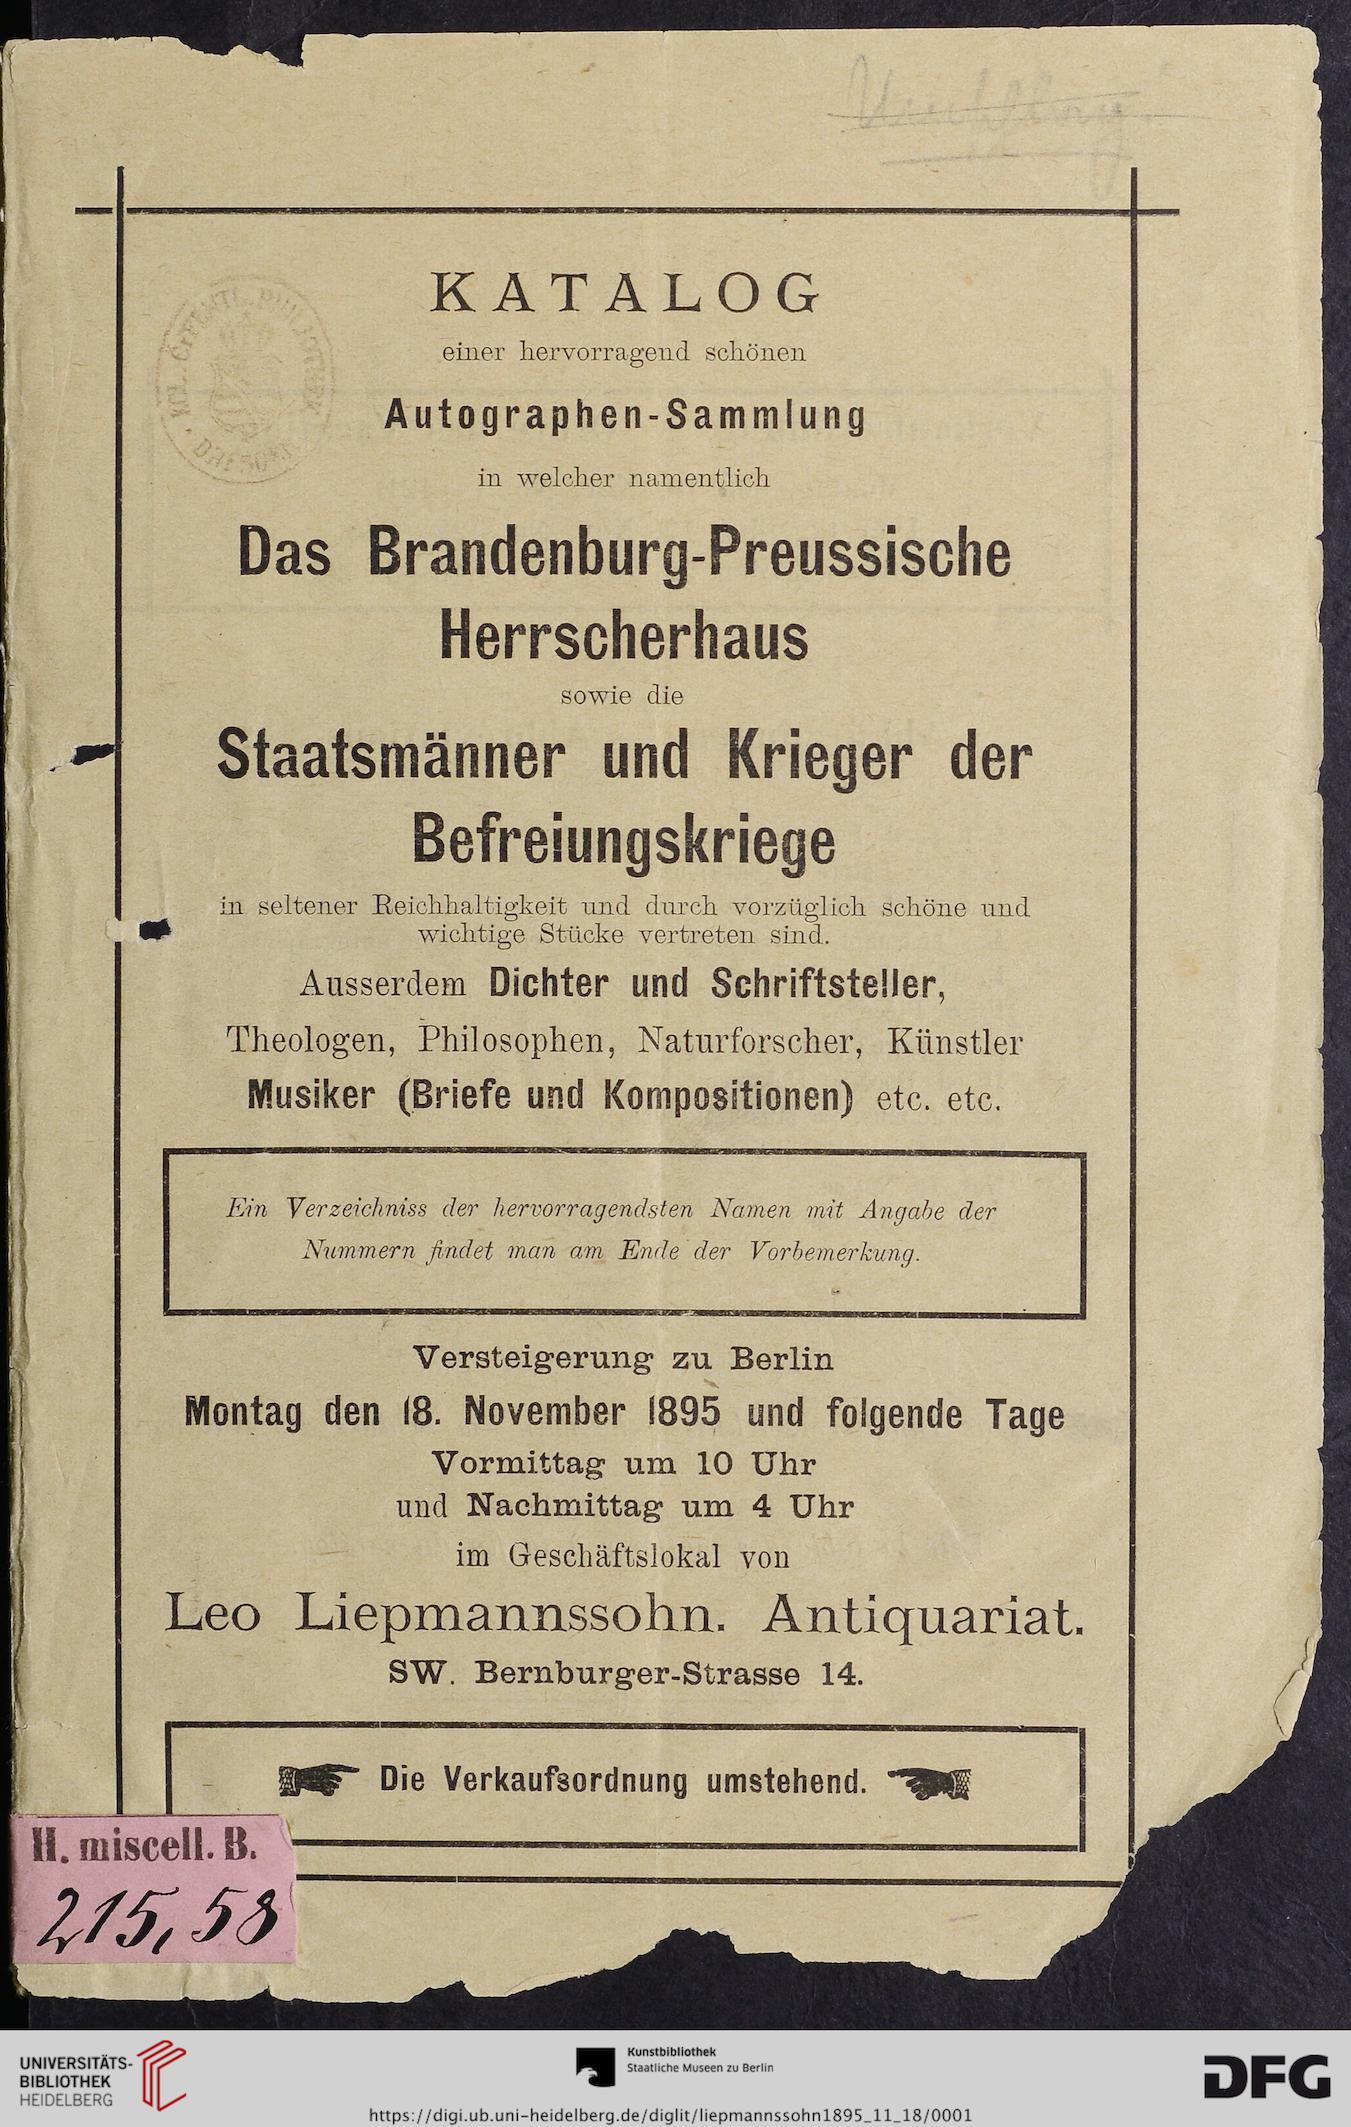 KATALOG
einer hervorragend schönen
Autographen-Sammlung
in welcher namentlich
Das Brandenburg-Preussische
Herrscherhaus
sowie die
Staatsmänner und Krieger der
Befreiungskriege
in seltener Reichhaltigkeit und durch vorzüglich schöne und
wichtige Stücke vertreten sind.
Ausserdem Dichter und Schriftsteller,
Theologen, Philosophen, Naturforscher, Künstler
Musiker (Briefe und Kompositionen) etc. etc.
Ein Verzeichniss der hervorragendsten Namen mit Angabe der
Nummern findet man am Ende der Vorbemerkung.
Versteigerung zu Berlin
Montag den 18. November 1895 und folgende Tage
Vormittag um 10 Uhr
und Nachmittag um 4 Uhr
im Geschäftslokal von
Leo Liepmannssohn. Antiquariat.
SW. Bernburger-Strasse 14.
Die Verkaufsordnung umstehend.
H. miscell. B.
215, 58
UNIVERSITÄTS-
BIBLIOTHEK
HEIDELBERG
Kunstbibliothek
Staatliche Museen zu Berlin
DFG
https://digi.ub.uni-heidelberg.de/diglit/liepmannssohn1895_11_18/0001